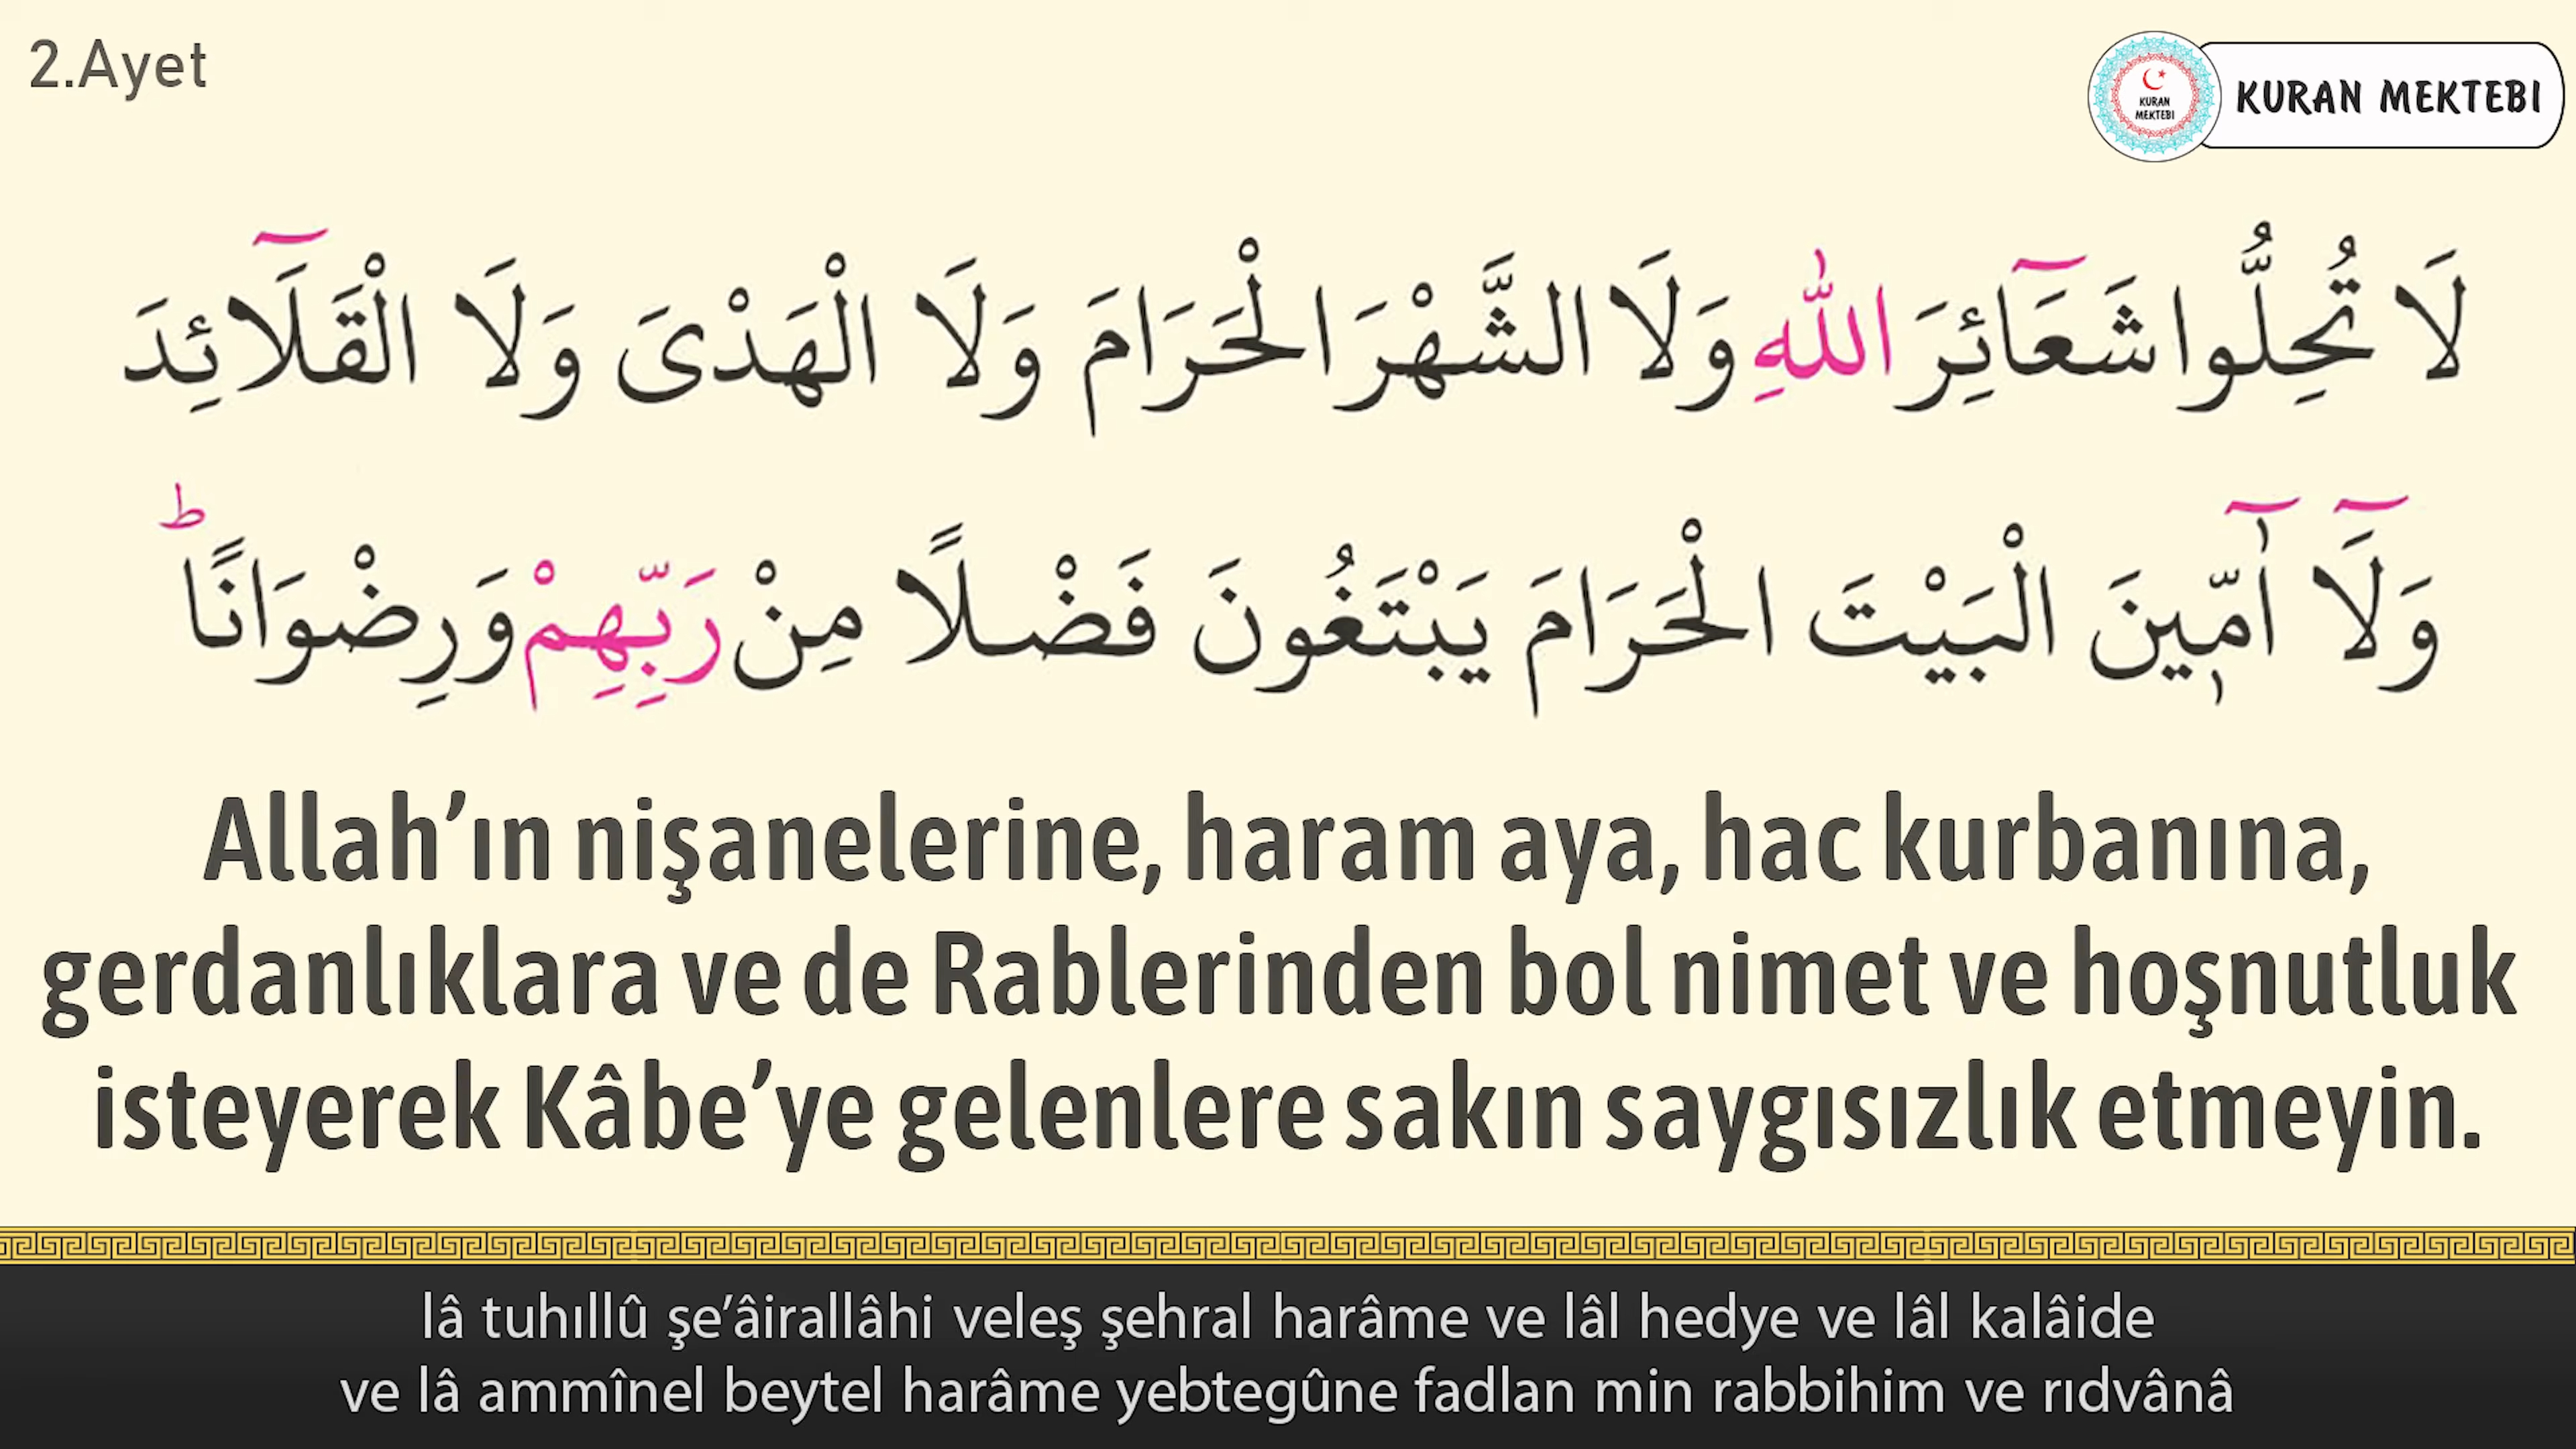 2.Ayet
KURAN
MEKTEBI
KURAN MEKTEBI
لَا تُحِلُّوا شَعَٓائِرَ اللّٰهِ وَلَا الشَّهْرَ الْحَرَامَ وَلَا الْهَدْىَ وَلَا الْقَلَٓائِدَ
وَلَٓا آٰمّ۪ينَ الْبَيْتَ الْحَرَامَ يَبْتَغُونَ فَضْلًا مِنْ رَبِّهِمْ وَرِضْوَانًاۜ
Allah’ın nişanelerine, haram aya, hac kurbanına,
gerdanlıklara ve de Rablerinden bol nimet ve hoşnutluk
isteyerek Kâbe’ye gelenlere sakın saygısızlık etmeyin.
lâ tuhıllû şe’âirallâhi veleş şehral harâme ve lâl hedye ve lâl kalâide
ve lâ ammînel beytel harâme yebtegûne fadlan min rabbihim ve rıdvânâ